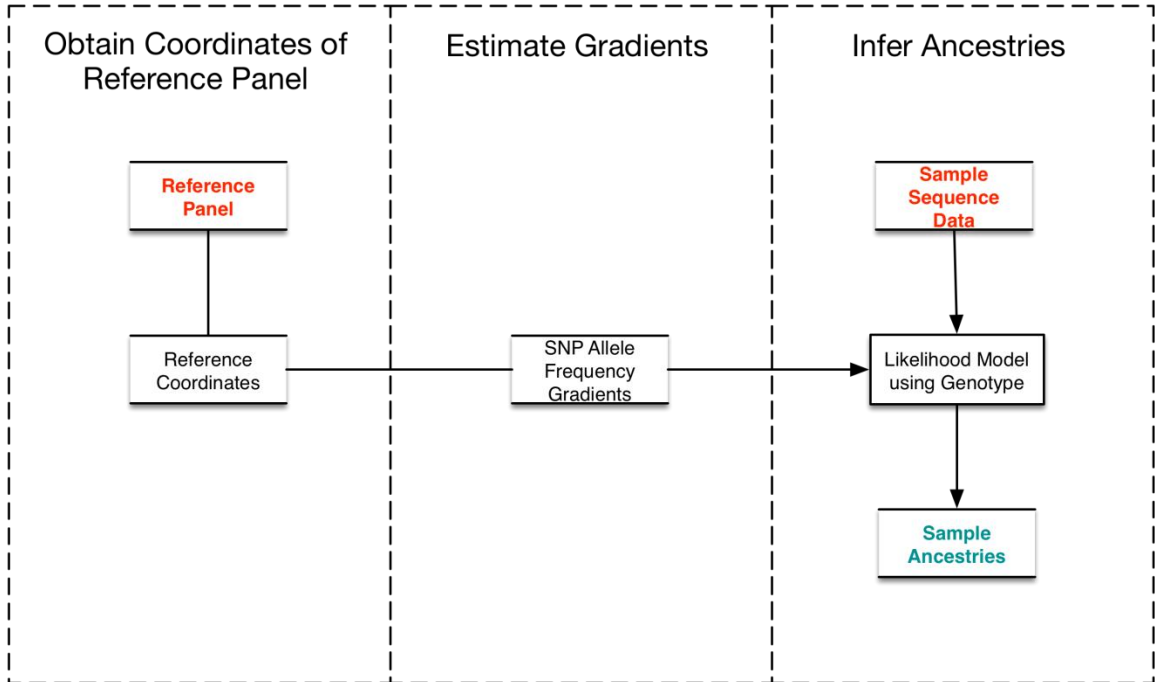 Obtain Coordinates of
Reference Panel
Estimate Gradients
Infer Ancestries
Reference
Panel
Sample
Sequence
Data
Reference
Coordinates
SNP Allele
Frequency
Gradients
Likelihood Model
using Genotype
Sample
Ancestries